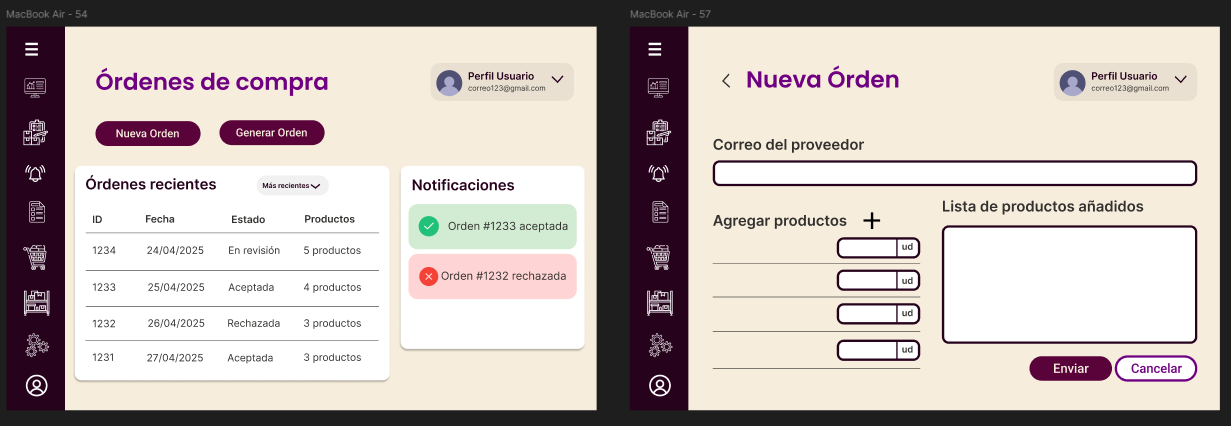 MacBook Air - 54
Órdenes de compra
Perfil Usuario
correo123@gmail.com
Nueva Orden
Generar Orden
Órdenes recientes
Más recientes
ID Fecha Estado Productos
1234 24/04/2025 En revisión 5 productos
1233 25/04/2025 Aceptada 4 productos
1232 26/04/2025 Rechazada 3 productos
1231 27/04/2025 Aceptada 3 productos
Notificaciones
Orden #1233 aceptada
Orden #1232 rechazada
MacBook Air - 57
Nueva Órden
Perfil Usuario
correo123@gmail.com
Correo del proveedor
Agregar productos
ud
ud
ud
ud
Lista de productos añadidos
Enviar
Cancelar